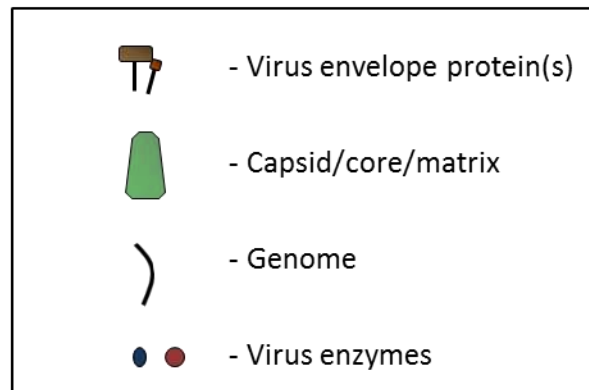 - Virus envelope protein(s)
- Capsid/core/matrix
- Genome
- Virus enzymes